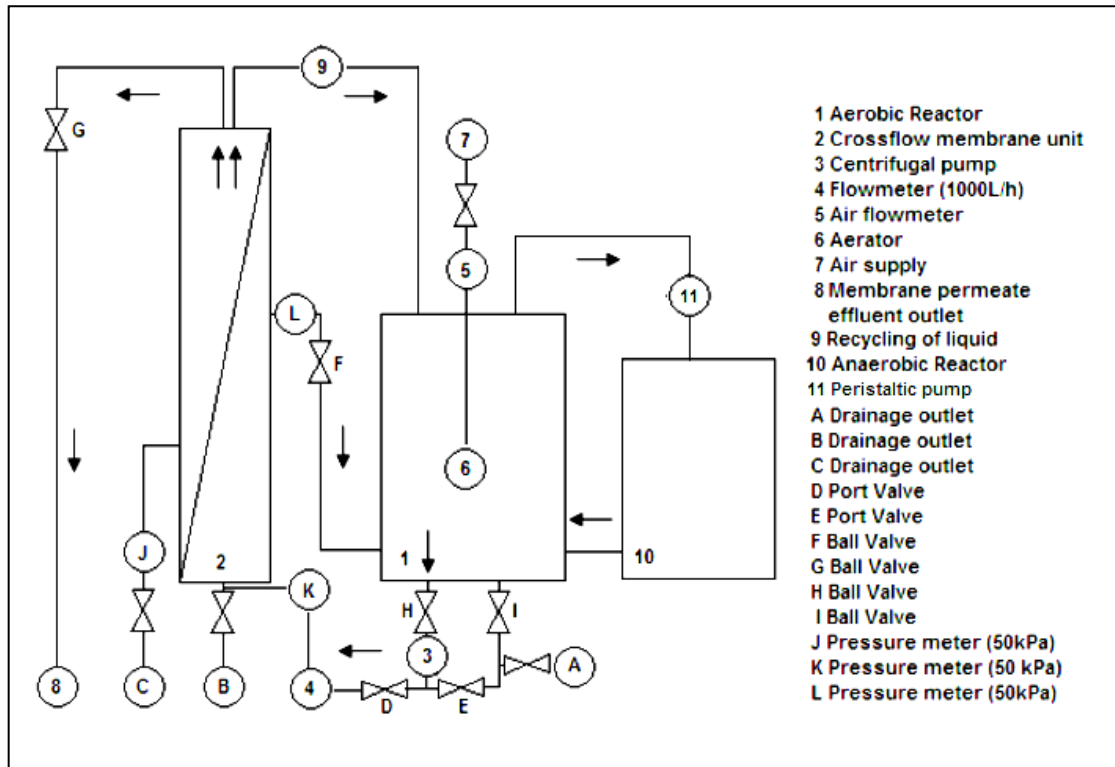 9
G
7
5
11
L
F
6
J
2
K
1
H
I
10
3
A
8
C
B
4
D
E
1 Aerobic Reactor
2 Crossflow membrane unit
3 Centrifugal pump
4 Flowmeter (1000L/h)
5 Air flowmeter
6 Aerator
7 Air supply
8 Membrane permeate
effluent outlet
9 Recycling of liquid
10 Anaerobic Reactor
11 Peristaltic pump
A Drainage outlet
B Drainage outlet
C Drainage outlet
D Port Valve
E Port Valve
F Ball Valve
G Ball Valve
H Ball Valve
I Ball Valve
J Pressure meter (50kPa)
K Pressure meter (50 kPa)
L Pressure meter (50kPa)